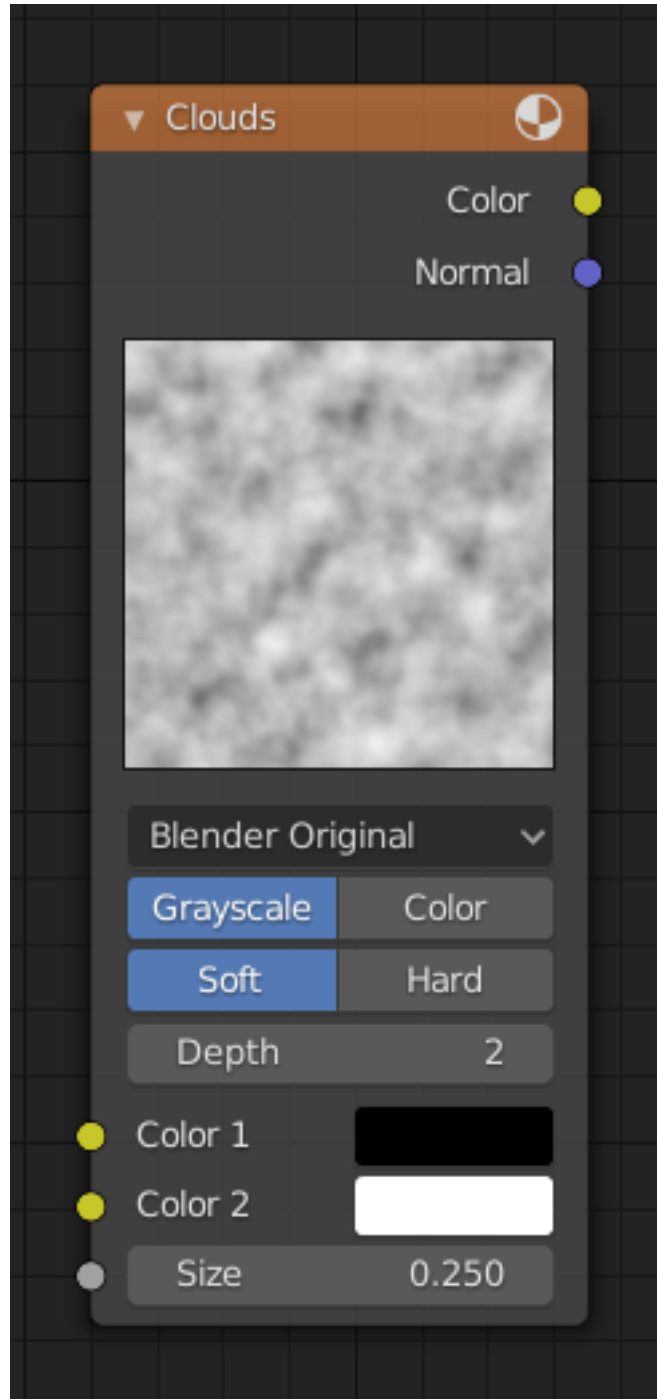 Clouds
Color
Normal
Blender Original
Grayscale Color
Soft Hard
Depth 2
Color 1
Color 2
Size 0.250